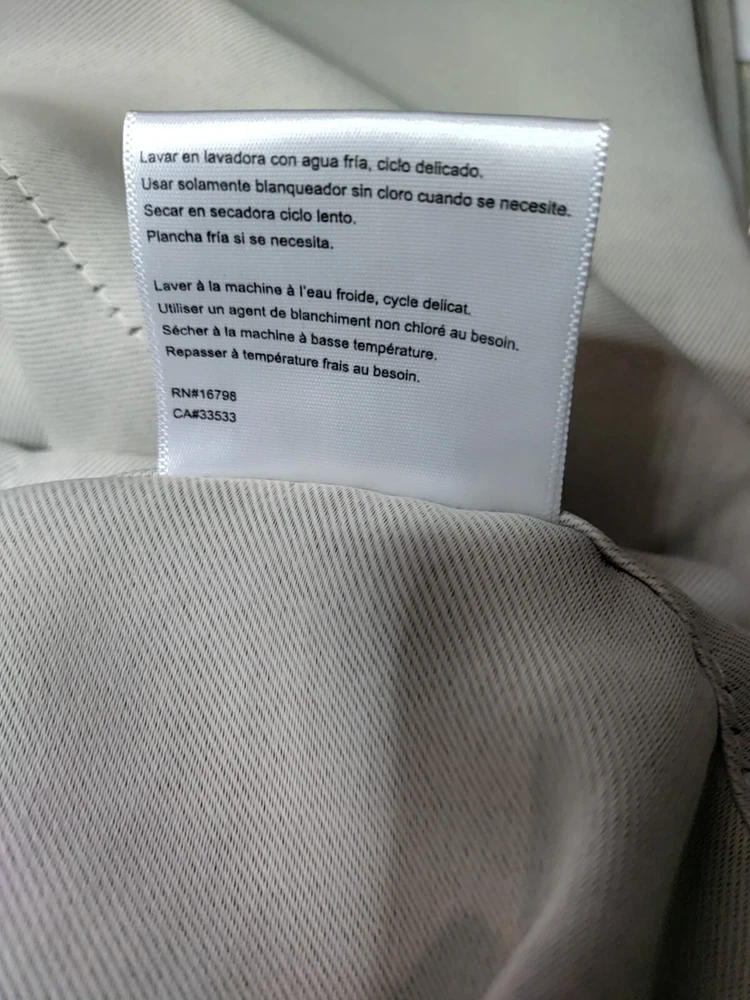 Lavar en lavadora con agua fría, ciclo delicado.
Usar solamente blanqueador sin cloro cuando se necesite.
Secar en secadora ciclo lento.
Plancha fría si se necesita.
Laver à la machine à l'eau froide, cycle delicat.
Utiliser un agent de blanchiment non chloré au besoin.
Sécher à la machine à basse température.
Repasser à température frais au besoin.
RN#16798
CA#33533